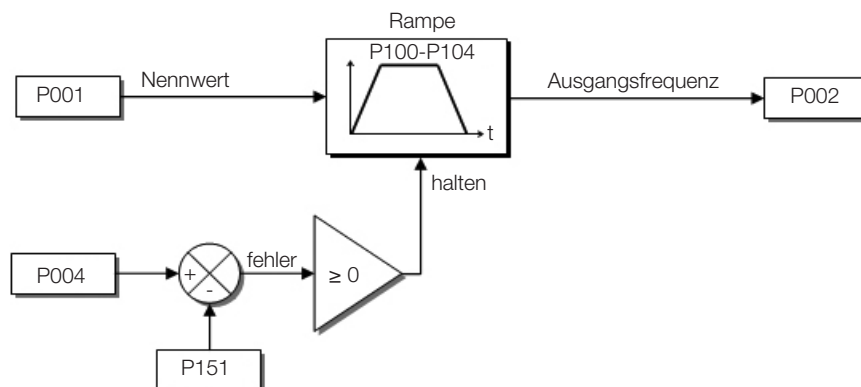 Rampe
P100-P104
P001
Nennwert
Ausgangsfrequenz
P002
t
halten
P004
+
-
fehler
≥ 0
P151